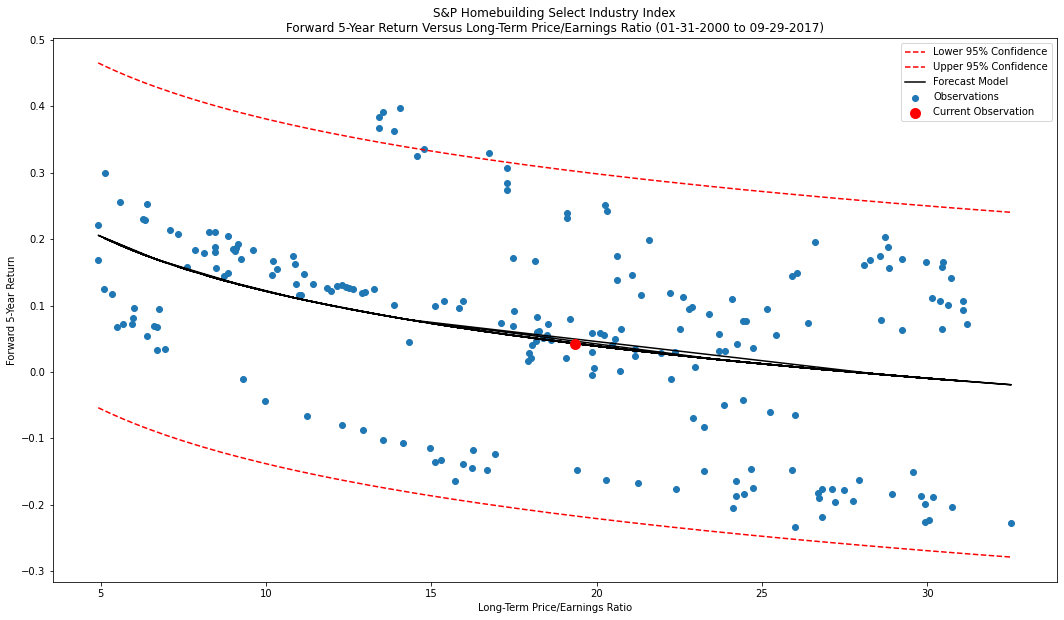 S&P Homebuilding Select Industry Index
Forward 5-Year Return Versus Long-Term Price/Earnings Ratio (01-31-2000 to 09-29-2017)
Lower 95% Confidence
Upper 95% Confidence
Forecast Model
Observations
Current Observation
Forward 5-Year Return
0.5
0.4
0.3
0.2
0.1
0.0
−0.1
−0.2
−0.3
5
10
15
20
25
30
Long-Term Price/Earnings Ratio